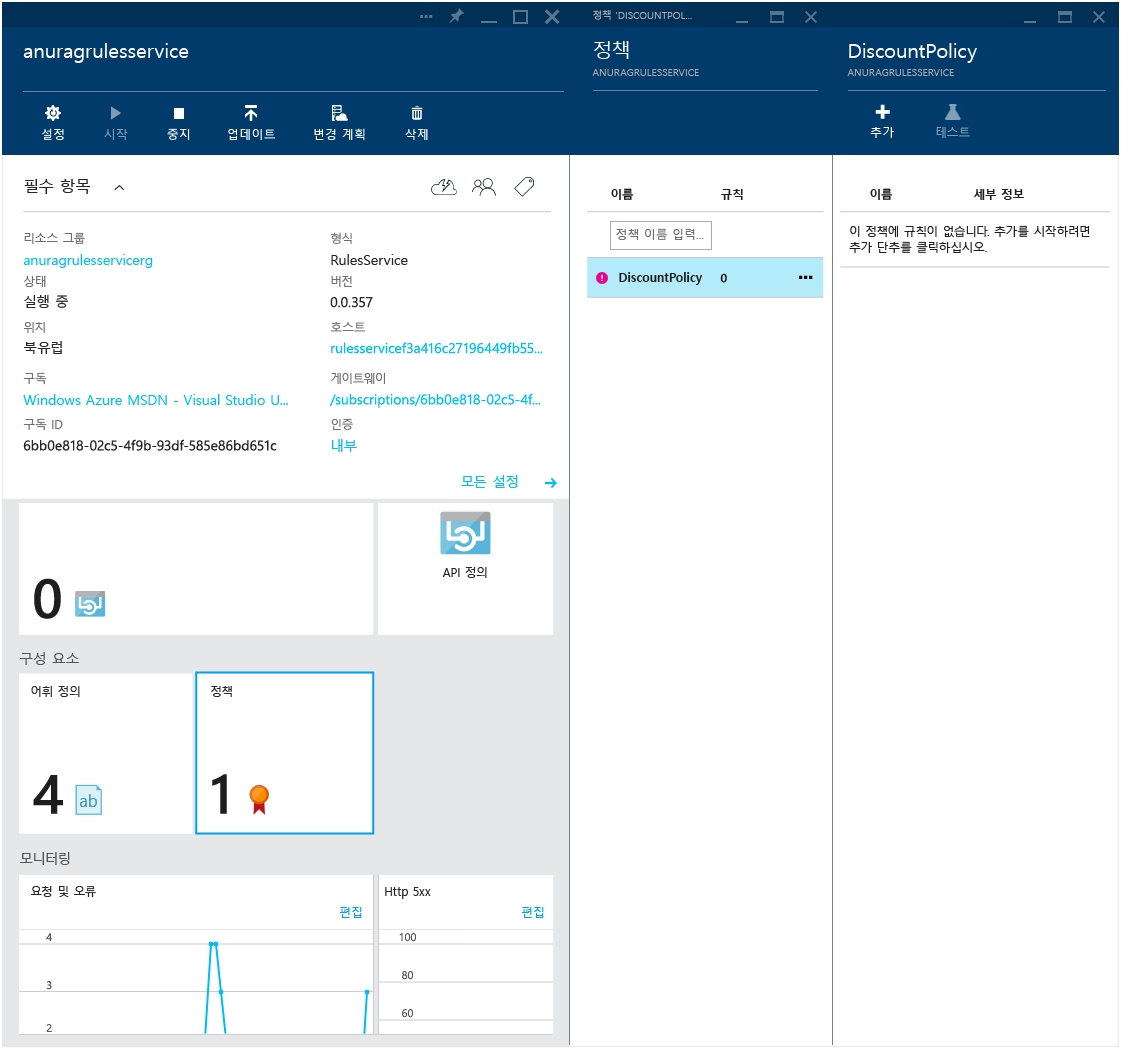 anuragrulesservice
설정
시작
중지
업데이트
변경 계획
삭제
필수 항목
리소스 그룹
anuragrulesservicerg
형식
RulesService
상태
실행 중
버전
0.0.357
위치
북유럽
호스트
rulesservicef3a416c27196449fb55...
구독
Windows Azure MSDN - Visual Studio U...
게이트웨이
/subscriptions/6bb0e818-02c5-4f...
구독 ID
6bb0e818-02c5-4f9b-93df-585e86bd651c
인증
내부
모든 설정
0
API 정의
구성 요소
어휘 정의
4
ab
정책
1
모니터링
요청 및 오류
편집
4
3
2
Http 5xx
편집
100
80
60
정책 'DISCOUNTPOL...
정책
ANURAGRULESSERVICE
이름
규칙
정책 이름 입력...
DiscountPolicy
0
DiscountPolicy
ANURAGRULESSERVICE
추가
테스트
이름
세부 정보
이 정책에 규칙이 없습니다. 추가를 시작하려면
추가 단추를 클릭하십시오.